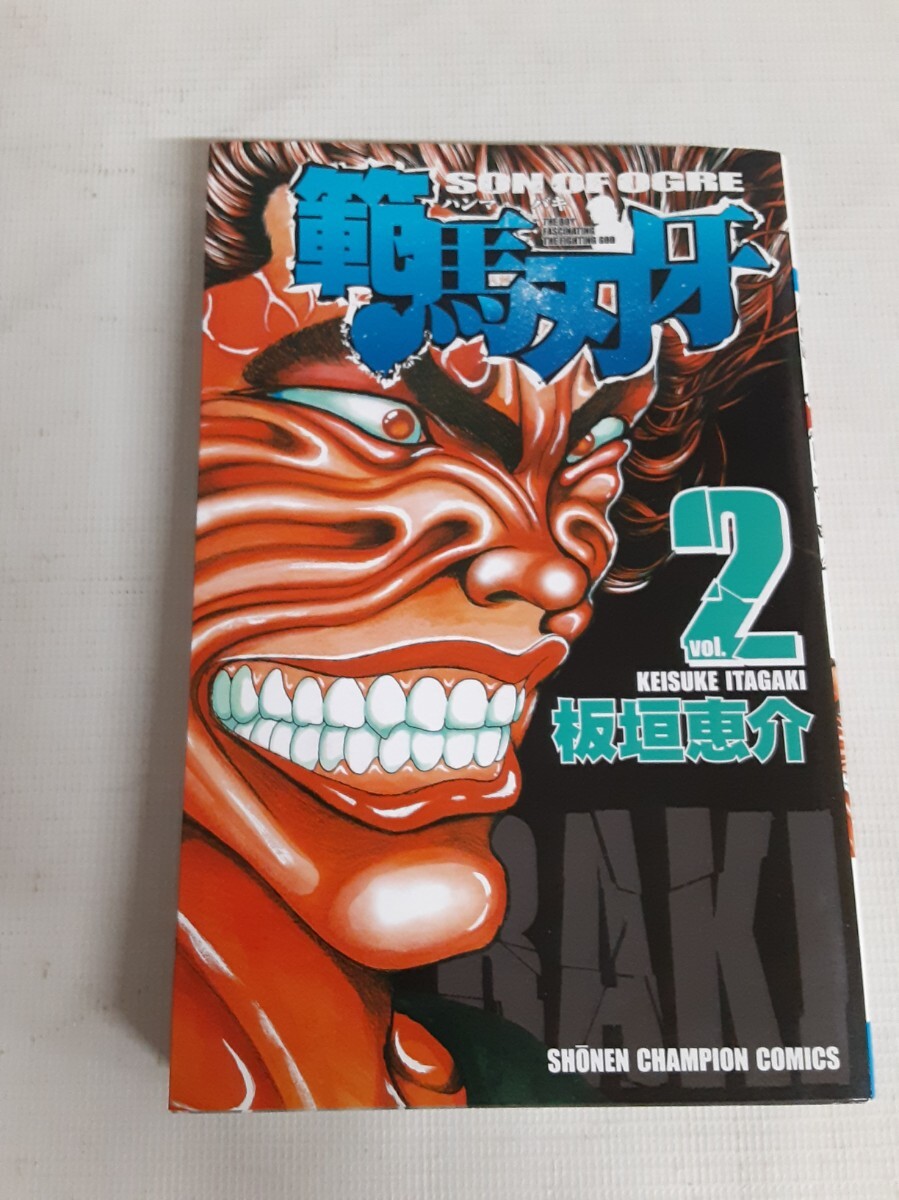 SON OF OGRE
ハンマ バキ
THE BOY
FASCINATING
THE FIGHTING GOD
範馬刃牙
vol.2
KEISUKE ITAGAKI
板垣恵介
BAKI
SHŌNEN CHAMPION COMICS